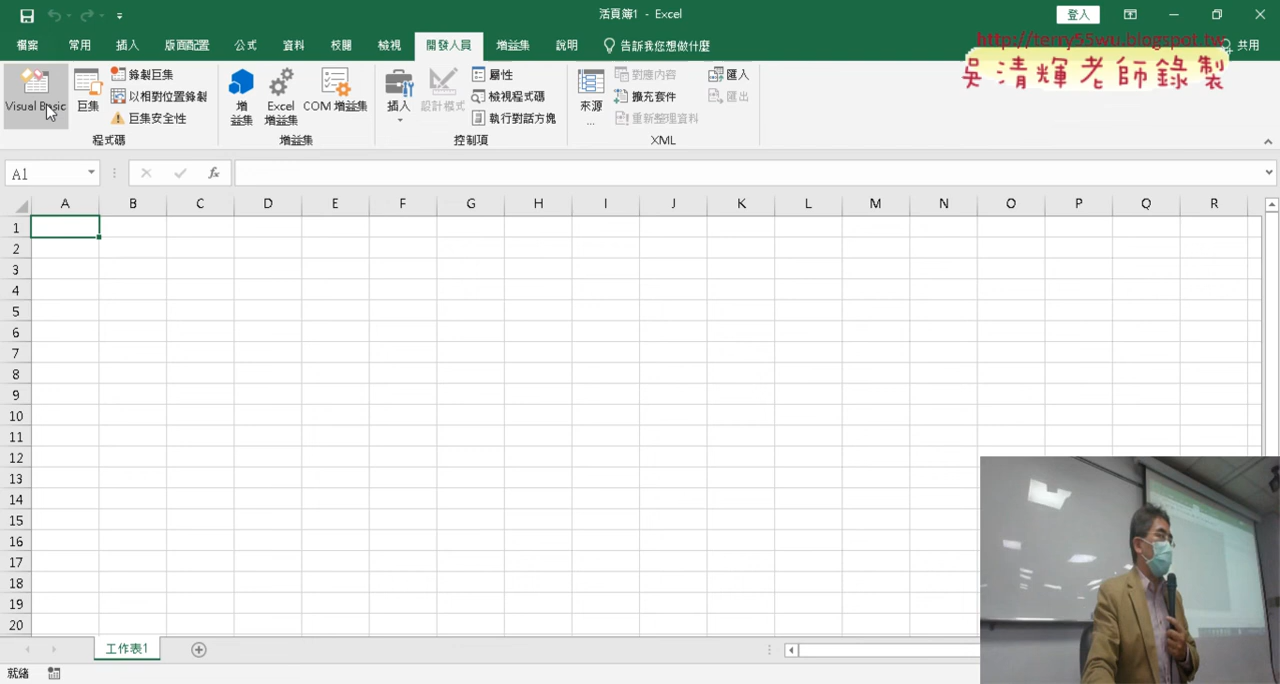 活頁簿1 - Excel
登入
檔案 常用 插入 版面配置 公式 資料 校閱 檢視 開發人員 增益集 說明 告訴我您想做什麼 共用
http://terry55wu.blogspot.tw
吳清輝老師錄製
Visual Basic
巨集
錄製巨集
以相對位置錄製
巨集安全性
程式碼
增
益集
Excel
增益集
COM 增益集
增益集
插入
設計模式
屬性
檢視程式碼
執行對話方塊
控制項
來源
...
對應內容
擴充套件
重新整理資料
匯入
匯出
XML
A1
fx
A B C D E F G H I J K L M N O P Q R
1
2
3
4
5
6
7
8
9
10
11
12
13
14
15
16
17
18
19
20
工作表1
就緒